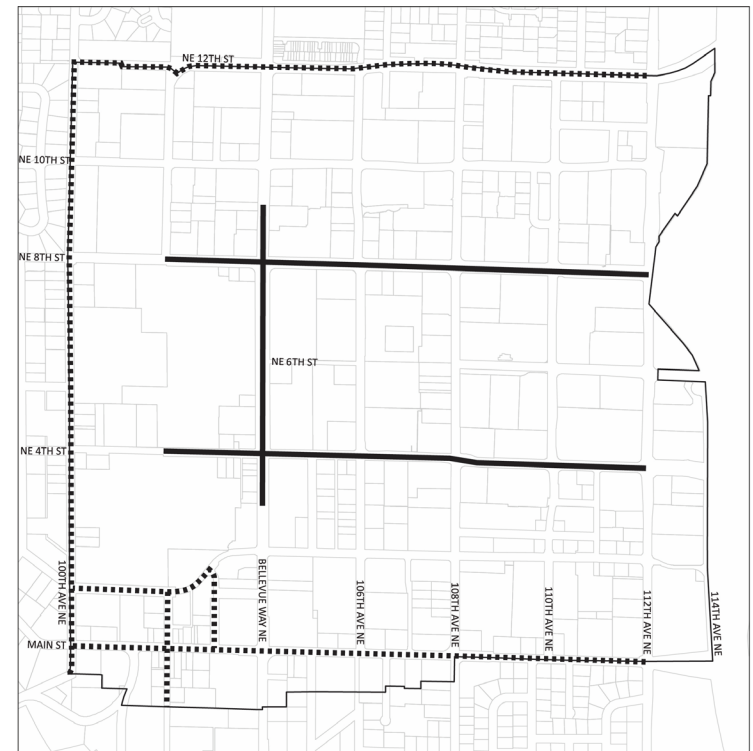 NE 12TH ST
NE 10TH ST
NE 8TH ST
NE 6TH ST
NE 4TH ST
100TH AVE NE
BELLEVUE WAY NE
106TH AVE NE
108TH AVE NE
110TH AVE NE
112TH AVE NE
114TH AVE NE
MAIN ST